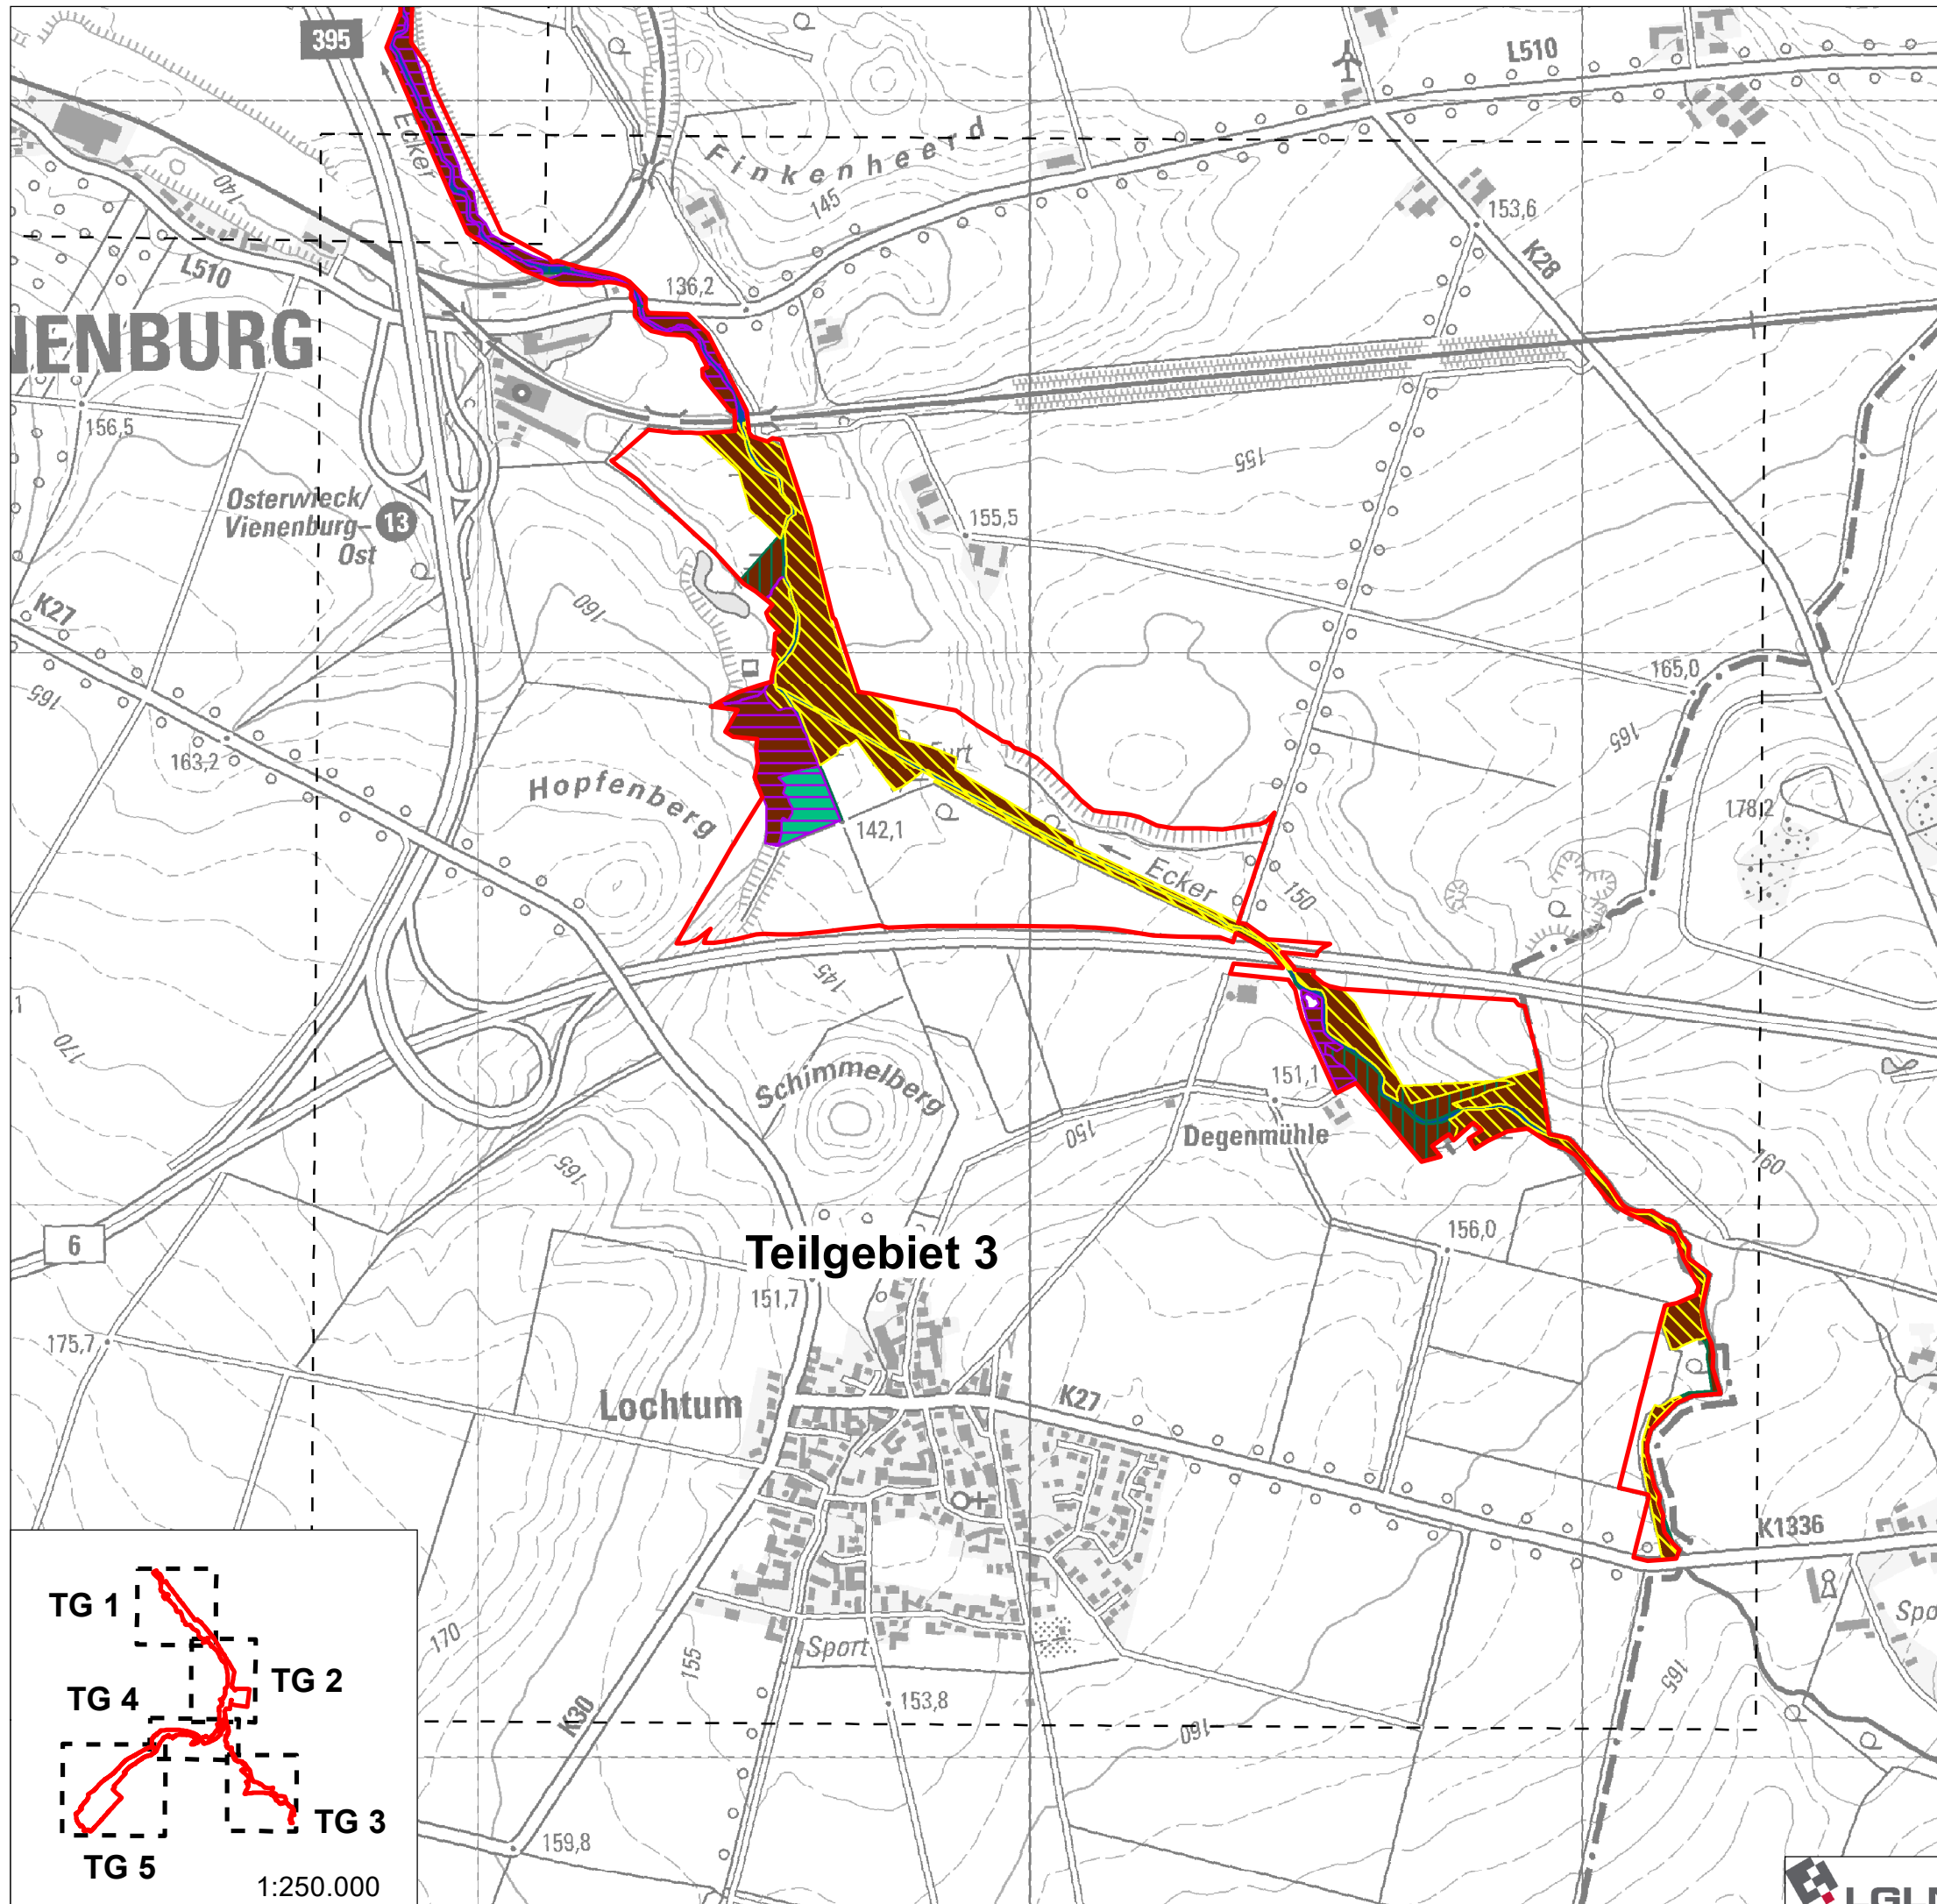 395
L510
Ecker
Finkenheerd
140
145
153,6
L510
K28
136,2
NENBURG
156,5
155
Osterwieck/
Vienenburg-
Ost
13
155,5
K27
160
165
165,0
163,2
165
Furt
Hopfenberg
178,2
142,1
Ecker
150
145
170
Schimmelberg
151,1
150
Degenmühle
160
165
6
156,0
Teilgebiet 3
151,7
175,7
Lochtum
K27
K1336
TG 1
Spo
170
Sport
155
165
TG 2
TG 4
153,8
K30
160
TG 3
159,8
TG 5
1:250.000
LGLN